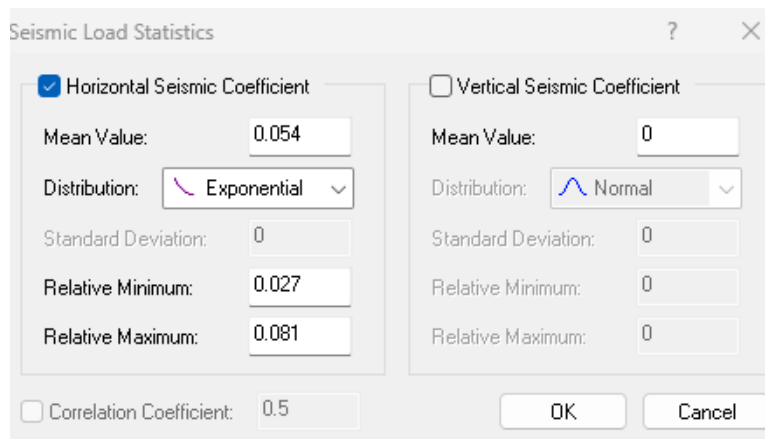 Seismic Load Statistics ?
Horizontal Seismic Coefficient
Mean Value: 0.054
Distribution: Exponential
Standard Deviation: 0
Relative Minimum: 0.027
Relative Maximum: 0.081
Vertical Seismic Coefficient
Mean Value: 0
Distribution: Normal
Standard Deviation: 0
Relative Minimum: 0
Relative Maximum: 0
Correlation Coefficient: 0.5
OK Cancel